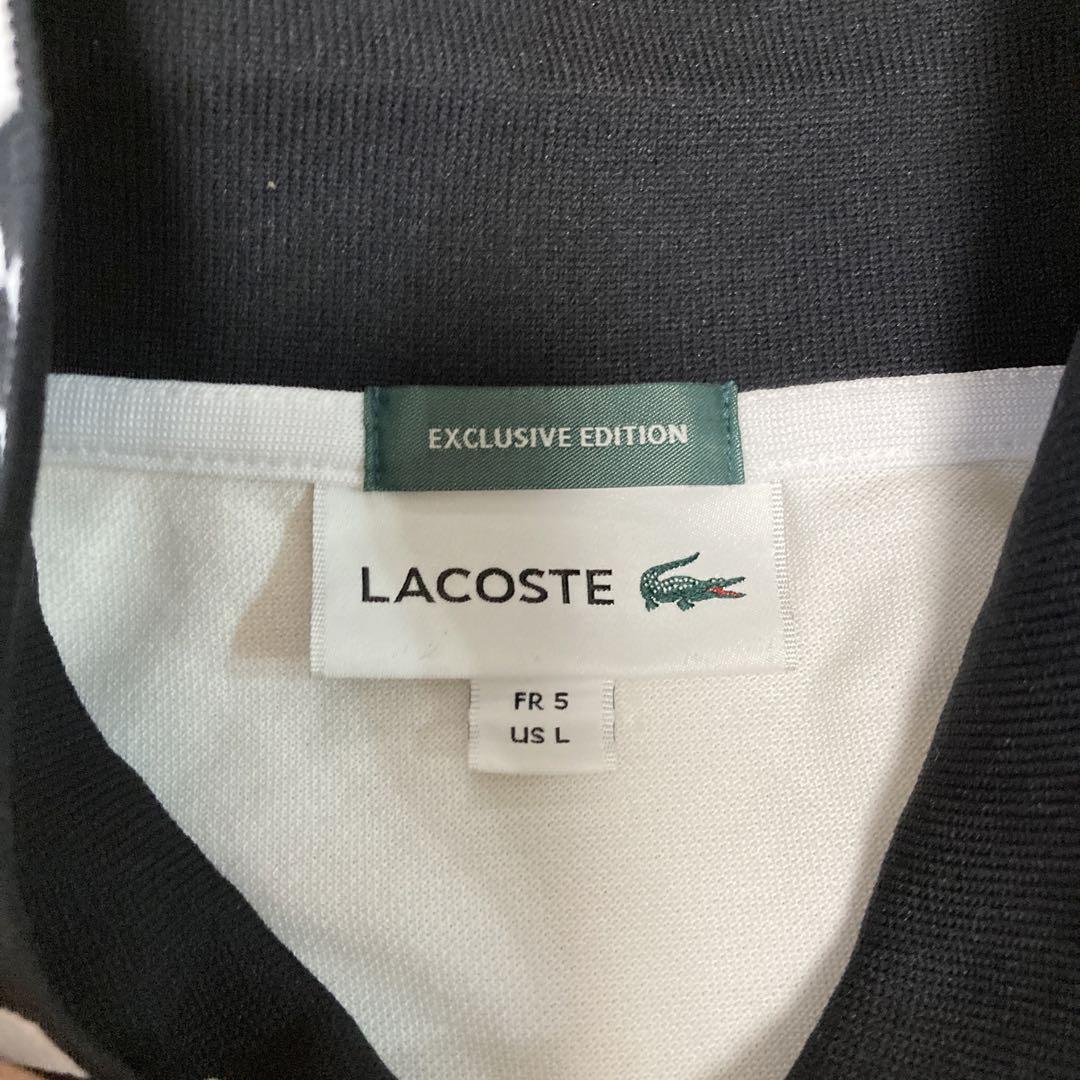 EXCLUSIVE EDITION
LACOSTE
FR 5
US L